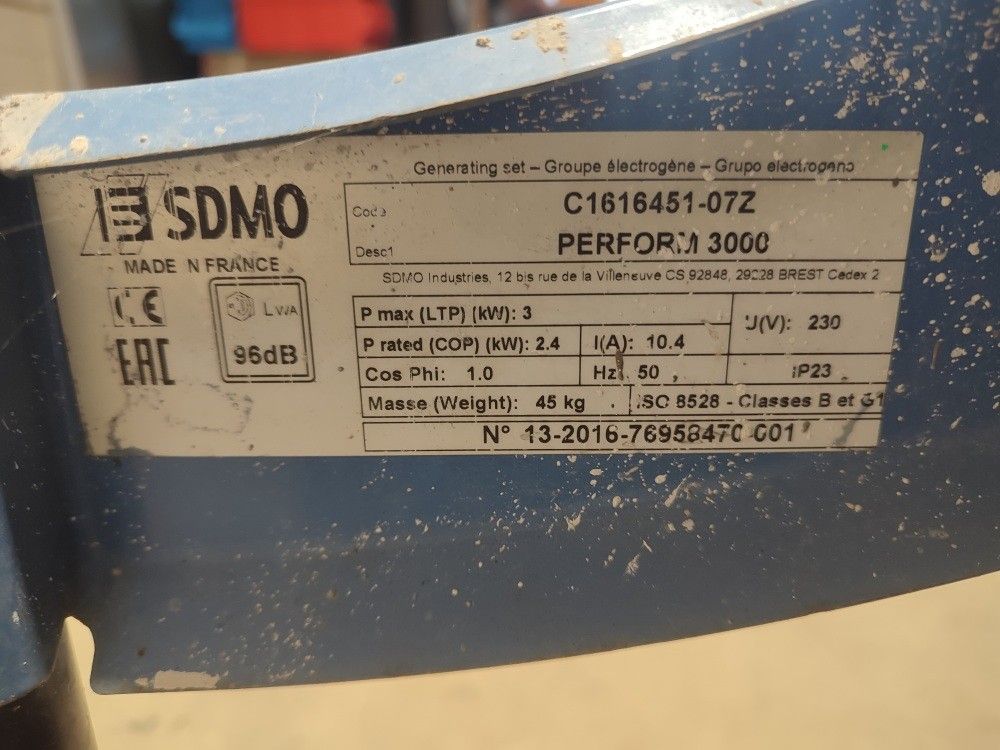 Generating set – Groupe électrogène – Grupo electrogeno
SDMO
Code C1616451-07Z
Desc1 PERFORM 3000
MADE IN FRANCE
SDMO Industries, 12 bis rue de la Villeneuve CS 92848, 29228 BREST Cedex 2
CE
LWA
96dB
EAC
P max (LTP) (kW): 3
U(V): 230
P rated (COP) (kW): 2.4
I(A): 10.4
Cos Phi: 1.0
Hz: 50
IP23
Masse (Weight): 45 kg
ISO 8528 - Classes B et G1
N° 13-2016-76958470-001